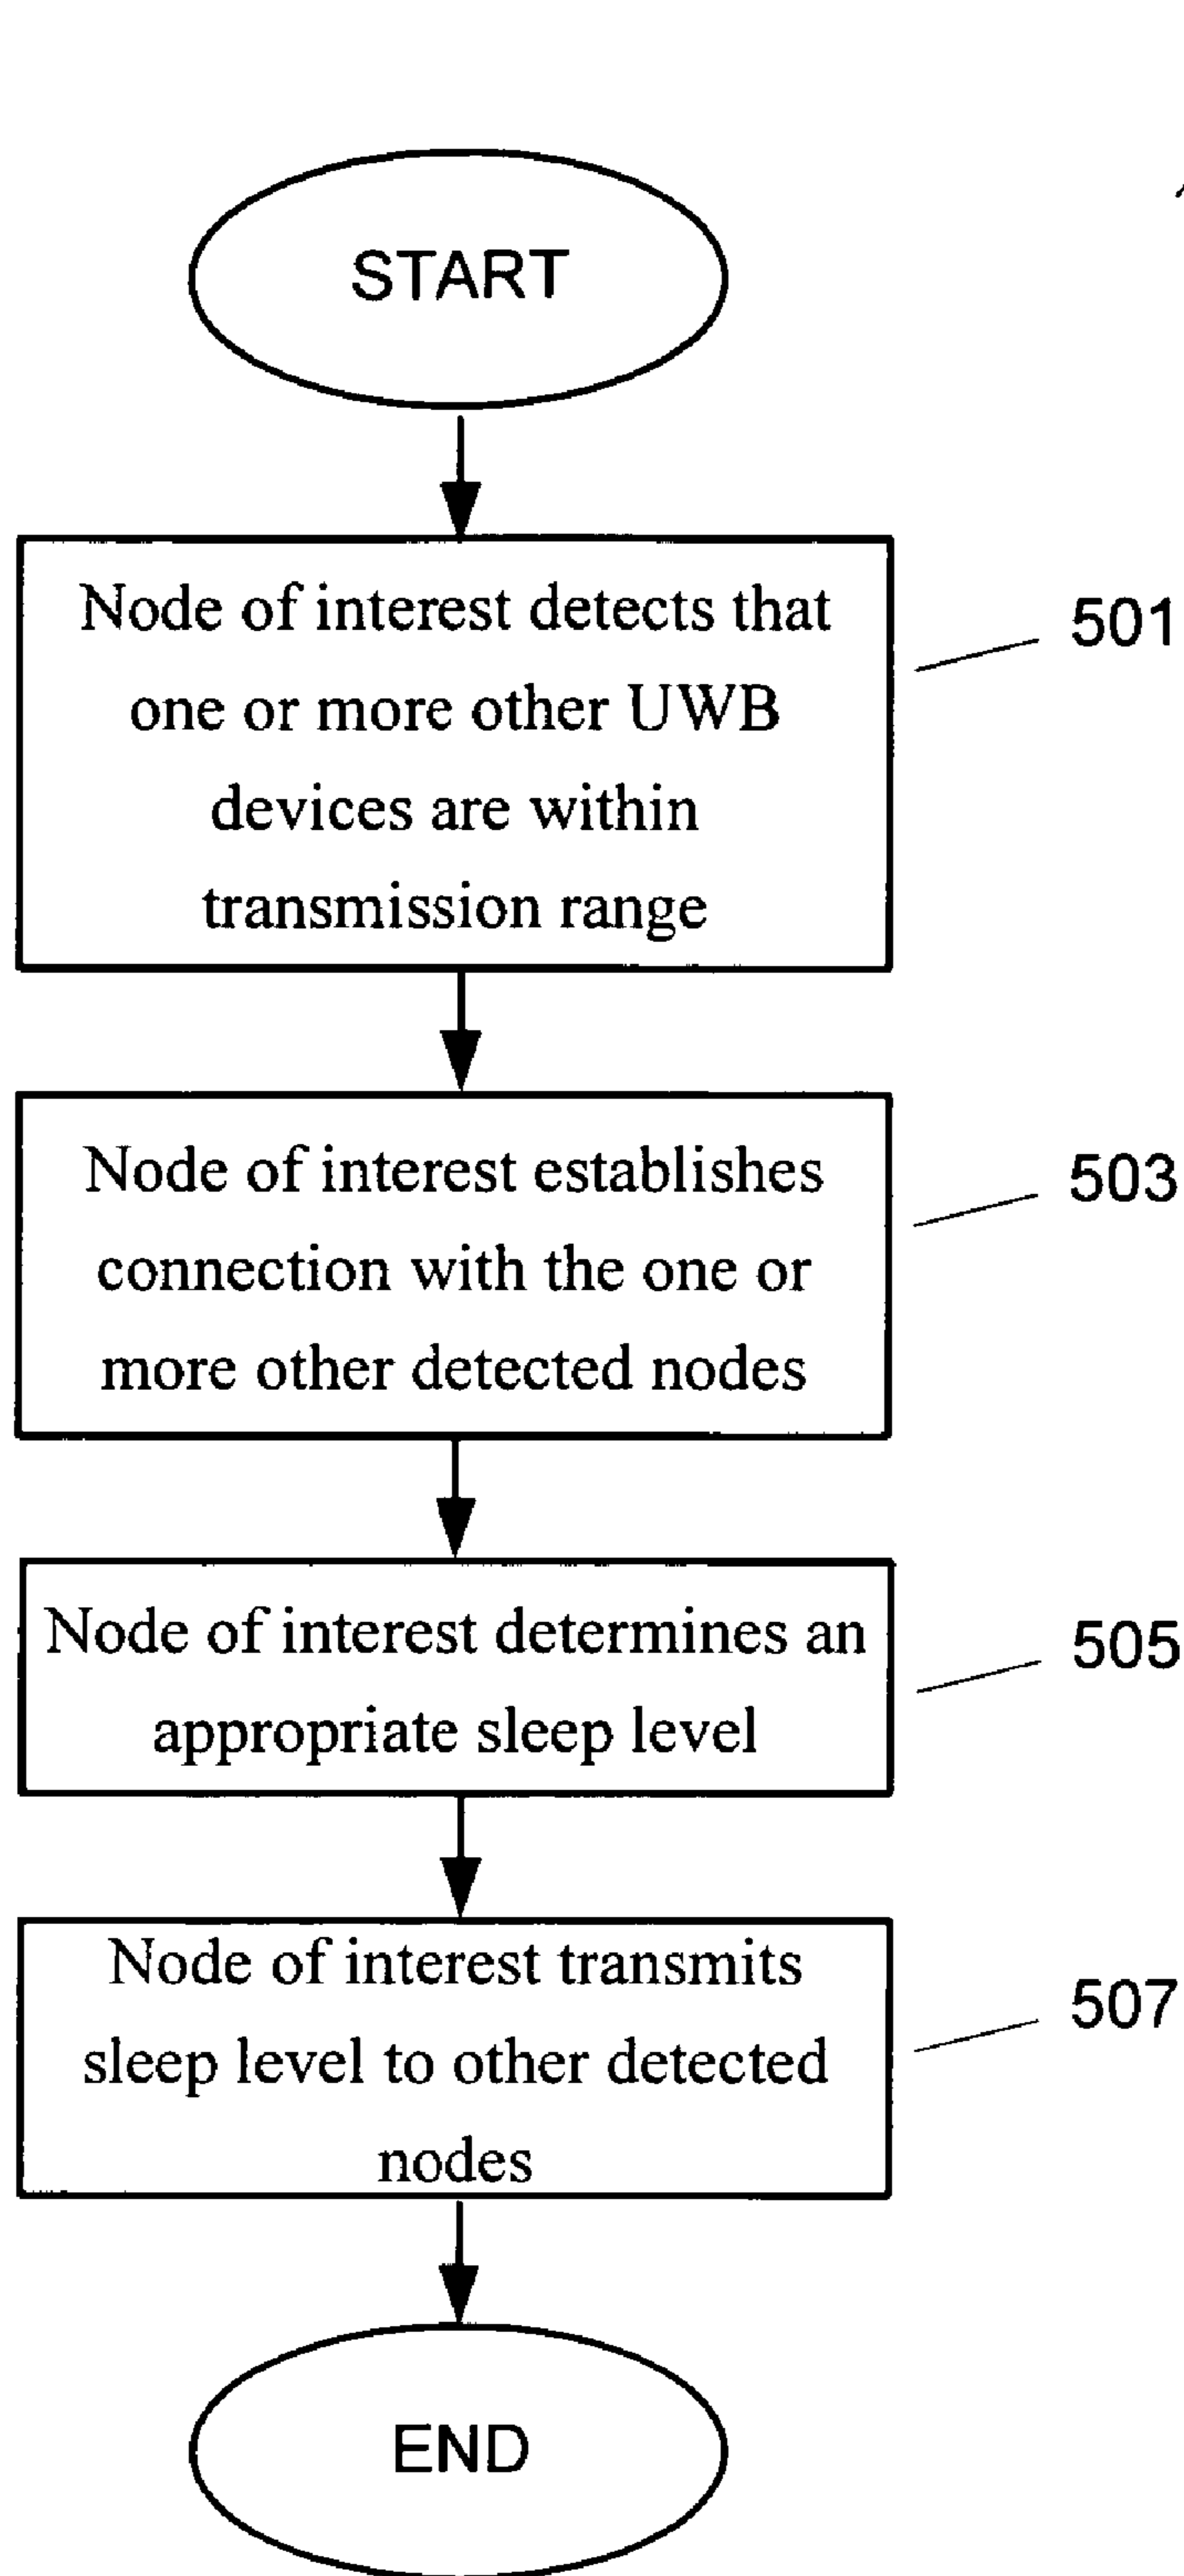 START
Node of interest detects that
one or more other UWB
devices are within
transmission range
501
Node of interest establishes
connection with the one or
more other detected nodes
503
Node of interest determines an
appropriate sleep level
505
Node of interest transmits
sleep level to other detected
nodes
507
END